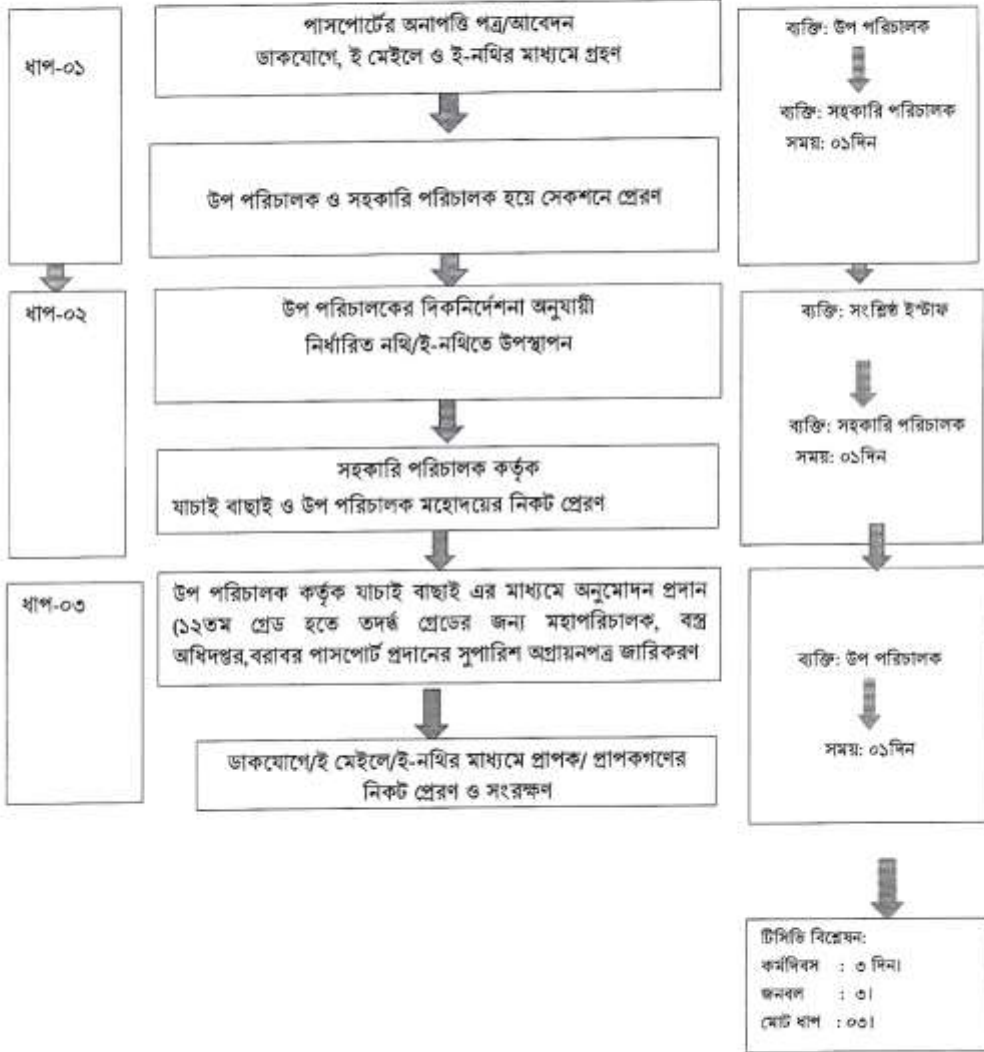 ধাপ-০১
পাসপোর্টের অনাপত্তি পত্র/আবেদন
ডাকযোগে, ই মেইলে ও ই-নথির মাধ্যমে গ্রহণ
উপ পরিচালক ও সহকারি পরিচালক হয়ে সেকশনে প্রেরণ
ব্যক্তি: উপ পরিচালক
ব্যক্তি: সহকারি পরিচালক
সময়: ০১দিন
ধাপ-০২
উপ পরিচালকের দিকনির্দেশনা অনুযায়ী
নির্ধারিত নথি/ই-নথিতে উপস্থাপন
সহকারি পরিচালক কর্তৃক
যাচাই বাছাই ও উপ পরিচালক মহোদয়ের নিকট প্রেরণ
ব্যক্তি: সংশ্লিষ্ঠ ইস্টাফ
ব্যক্তি: সহকারি পরিচালক
সময়: ০১দিন
ধাপ-০৩
উপ পরিচালক কর্তৃক যাচাই বাছাই এর মাধ্যমে অনুমোদন প্রদান
(১২তম গ্রেড হতে তদর্দ্ধ গ্রেডের জন্য মহাপরিচালক, বস্ত্র
অধিদপ্তর,বরাবর পাসপোর্ট প্রদানের সুপারিশ অগ্রায়নপত্র জারিকরণ
ডাকযোগে/ই মেইলে/ই-নথির মাধ্যমে প্রাপক/ প্রাপকগণের
নিকট প্রেরণ ও সংরক্ষণ
ব্যক্তি: উপ পরিচালক
সময়: ০১দিন
টিসিভি বিশ্লেষন:
কর্মদিবস : ৩ দিন।
জনবল : ৩।
মোট ধাপ : ০৩।